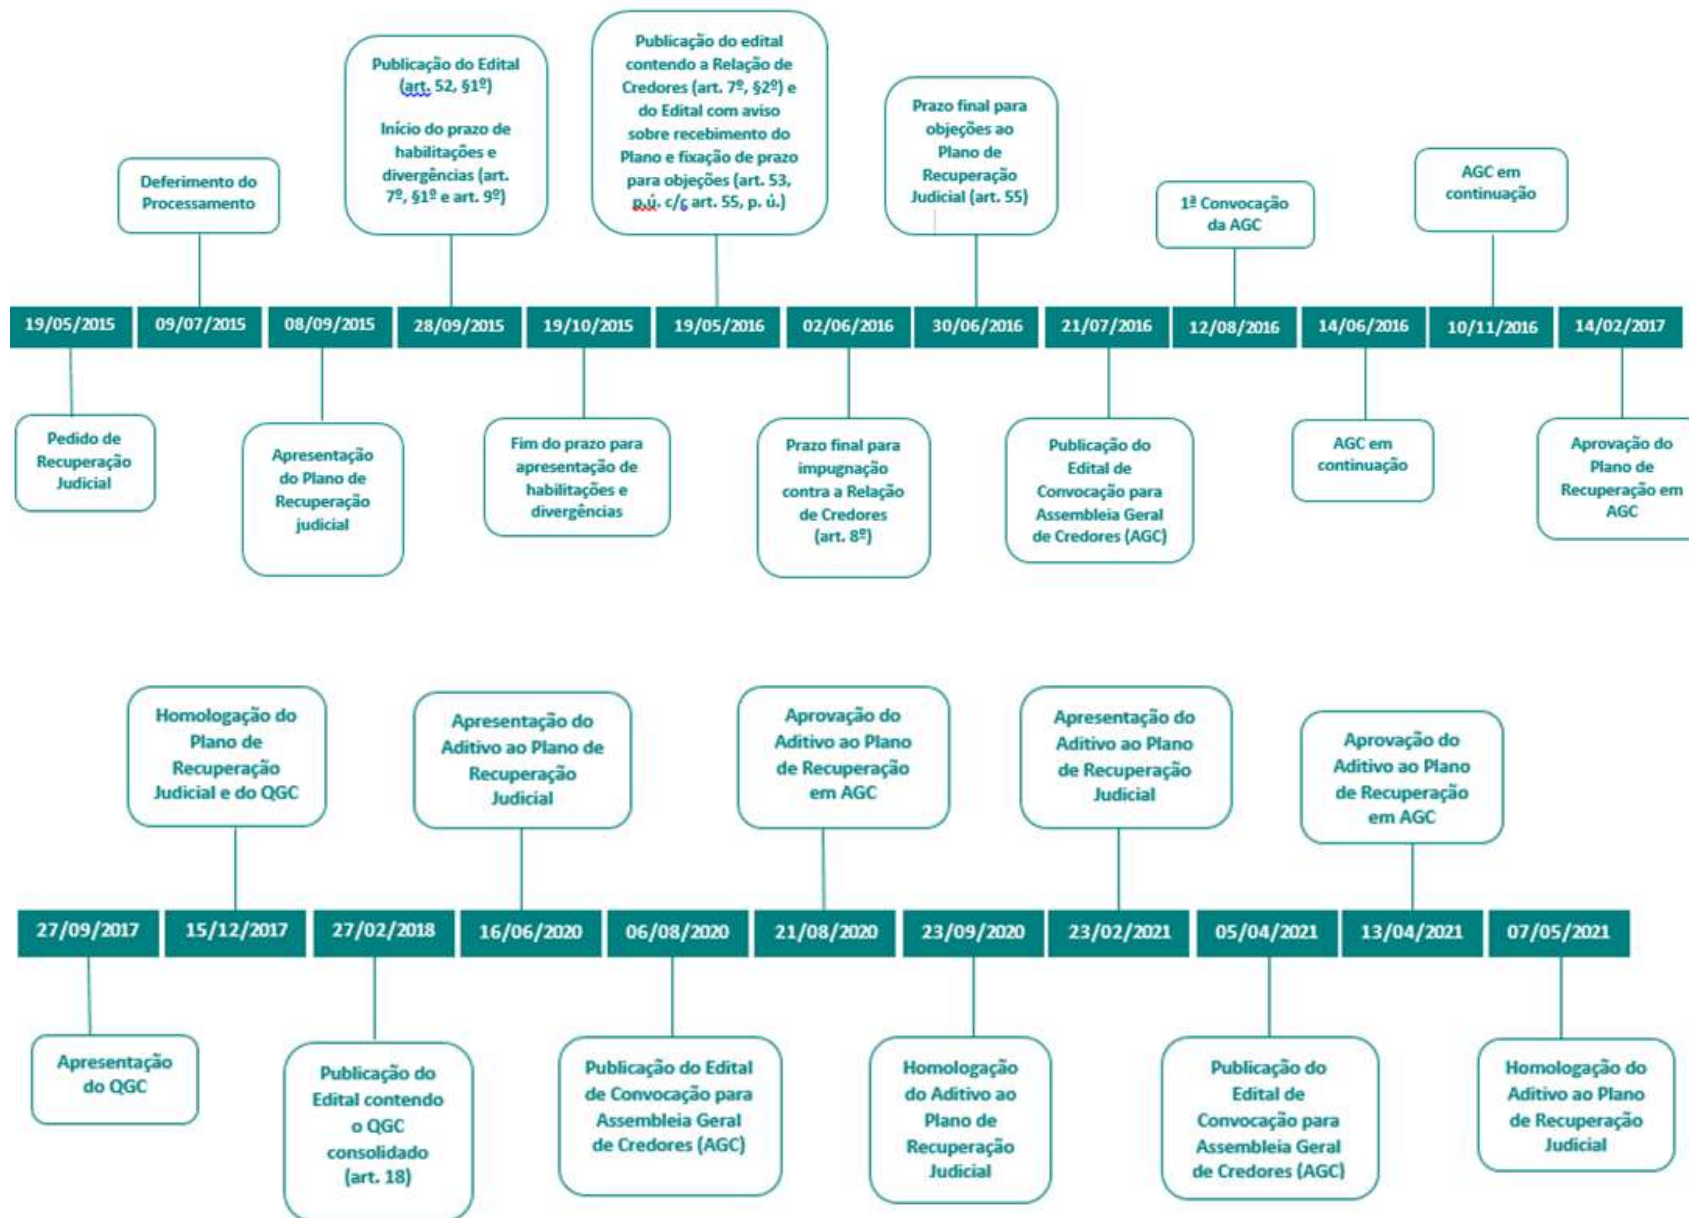 Publicação do Edital
(art. 52, §1º)
Início do prazo de
habilitações e
divergências (art.
7º, §1º e art. 9º)
Publicação do edital
contendo a Relação de
Credores (art. 7º, §2º) e
do Edital com aviso
sobre recebimento do
Plano e fixação de prazo
para objeções (art. 53,
p.ú. c/c art. 55, p. ú.)
Prazo final para
objeções ao
Plano de
Recuperação
Judicial (art. 55)
Deferimento do
Processamento
1ª Convocação
da AGC
AGC em
continuação
19/05/2015 09/07/2015 08/09/2015 28/09/2015 19/10/2015 19/05/2016 02/06/2016 30/06/2016 21/07/2016 12/08/2016 14/06/2016 10/11/2016 14/02/2017
Pedido de
Recuperação
Judicial
Apresentação
do Plano de
Recuperação
judicial
Fim do prazo para
apresentação de
habilitações e
divergências
Prazo final para
impugnação
contra a Relação
de Credores
(art. 8º)
Publicação do
Edital de
Convocação para
Assembleia Geral
de Credores (AGC)
AGC em
continuação
Aprovação do
Plano de
Recuperação em
AGC
Homologação do
Plano de
Recuperação
Judicial e do QGC
Apresentação do
Aditivo ao Plano de
Recuperação
Judicial
Aprovação do
Aditivo ao Plano
de Recuperação
em AGC
Apresentação do
Aditivo ao Plano
de Recuperação
Judicial
Aprovação do
Aditivo ao Plano
de Recuperação
em AGC
27/09/2017 15/12/2017 27/02/2018 16/06/2020 06/08/2020 21/08/2020 23/09/2020 23/02/2021 05/04/2021 13/04/2021 07/05/2021
Apresentação
do QGC
Publicação do
Edital contendo
o QGC
consolidado
(art. 18)
Publicação do Edital
de Convocação para
Assembleia Geral
de Credores (AGC)
Homologação
do Aditivo ao
Plano de
Recuperação
Judicial
Publicação do
Edital de
Convocação para
Assembleia Geral
de Credores (AGC)
Homologação do
Aditivo ao Plano
de Recuperação
Judicial